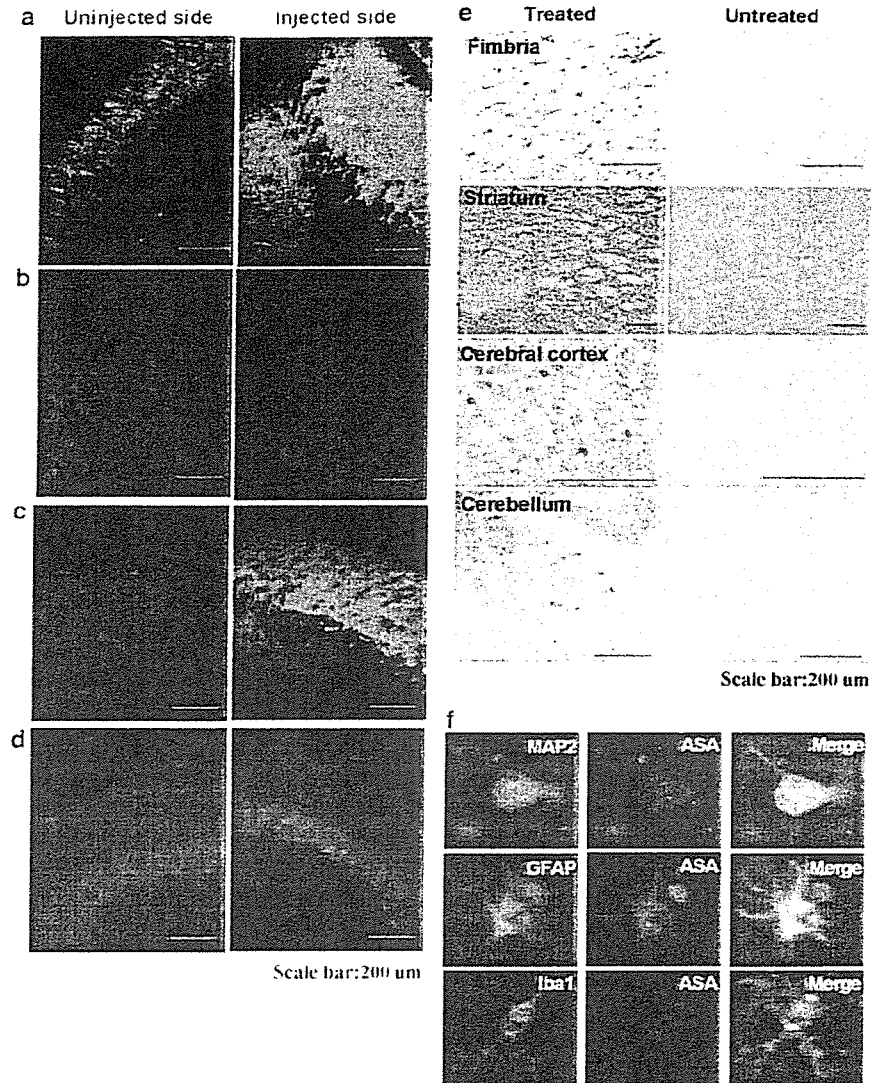 a
Uninjected side
Injected side
b
c
d
Scale bar:200 um
e
Treated
Untreated
Fimbria
Striatum
Cerebral cortex
Cerebellum
Scale bar:200 um
f
MAP2
ASA
Merge
GFAP
ASA
Merge
Iba1
ASA
Merge